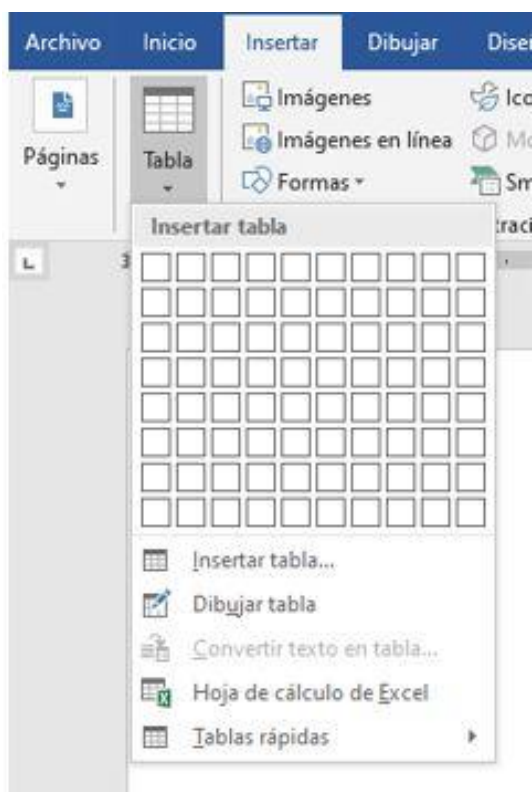 Archivo Inicio Insertar Dibujar
Páginas
Tabla
Imágenes
Imágenes en línea
Formas
Insertar tabla
Insertar tabla...
Dibujar tabla
Convertir texto en tabla...
Hoja de cálculo de Excel
Tablas rápidas